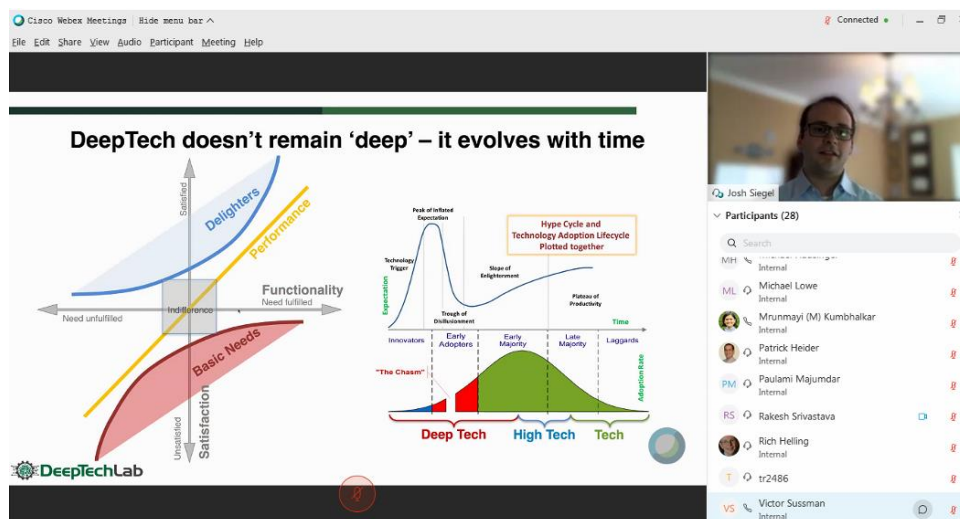 Cisco Webex Meetings
Hide menu bar
Connected
File Edit Share View Audio Participant Meeting Help
DeepTech doesn't remain 'deep' – it evolves with time
Satisfied
Delighters
Performance
Functionality
Need fulfilled
Need unfulfilled
Indifference
Basic Needs
Unsatisfied
Satisfaction
Peak of Inflated
Expectation
Hype Cycle and
Technology Adoption Lifecycle
Plotted together
Technology
Trigger
Slope of
Enlightenment
Expectation
Trough of
Disillusionment
Plateau of
Productivity
Time
Innovators
Early
Adopters
Early
Majority
Late
Majority
Laggards
"The Chasm"
Adoption Rate
Deep Tech
High Tech
Tech
DeepTechLab
Josh Siegel
Participants (28)
Search
MH
Internal
ML Michael Lowe
Internal
Mrunmayi (M) Kumbhalkar
Internal
Patrick Heider
Internal
PM Paulami Majumdar
Internal
RS Rakesh Srivastava
Rich Helling
Internal
T tr2486
VS Victor Sussman
Internal